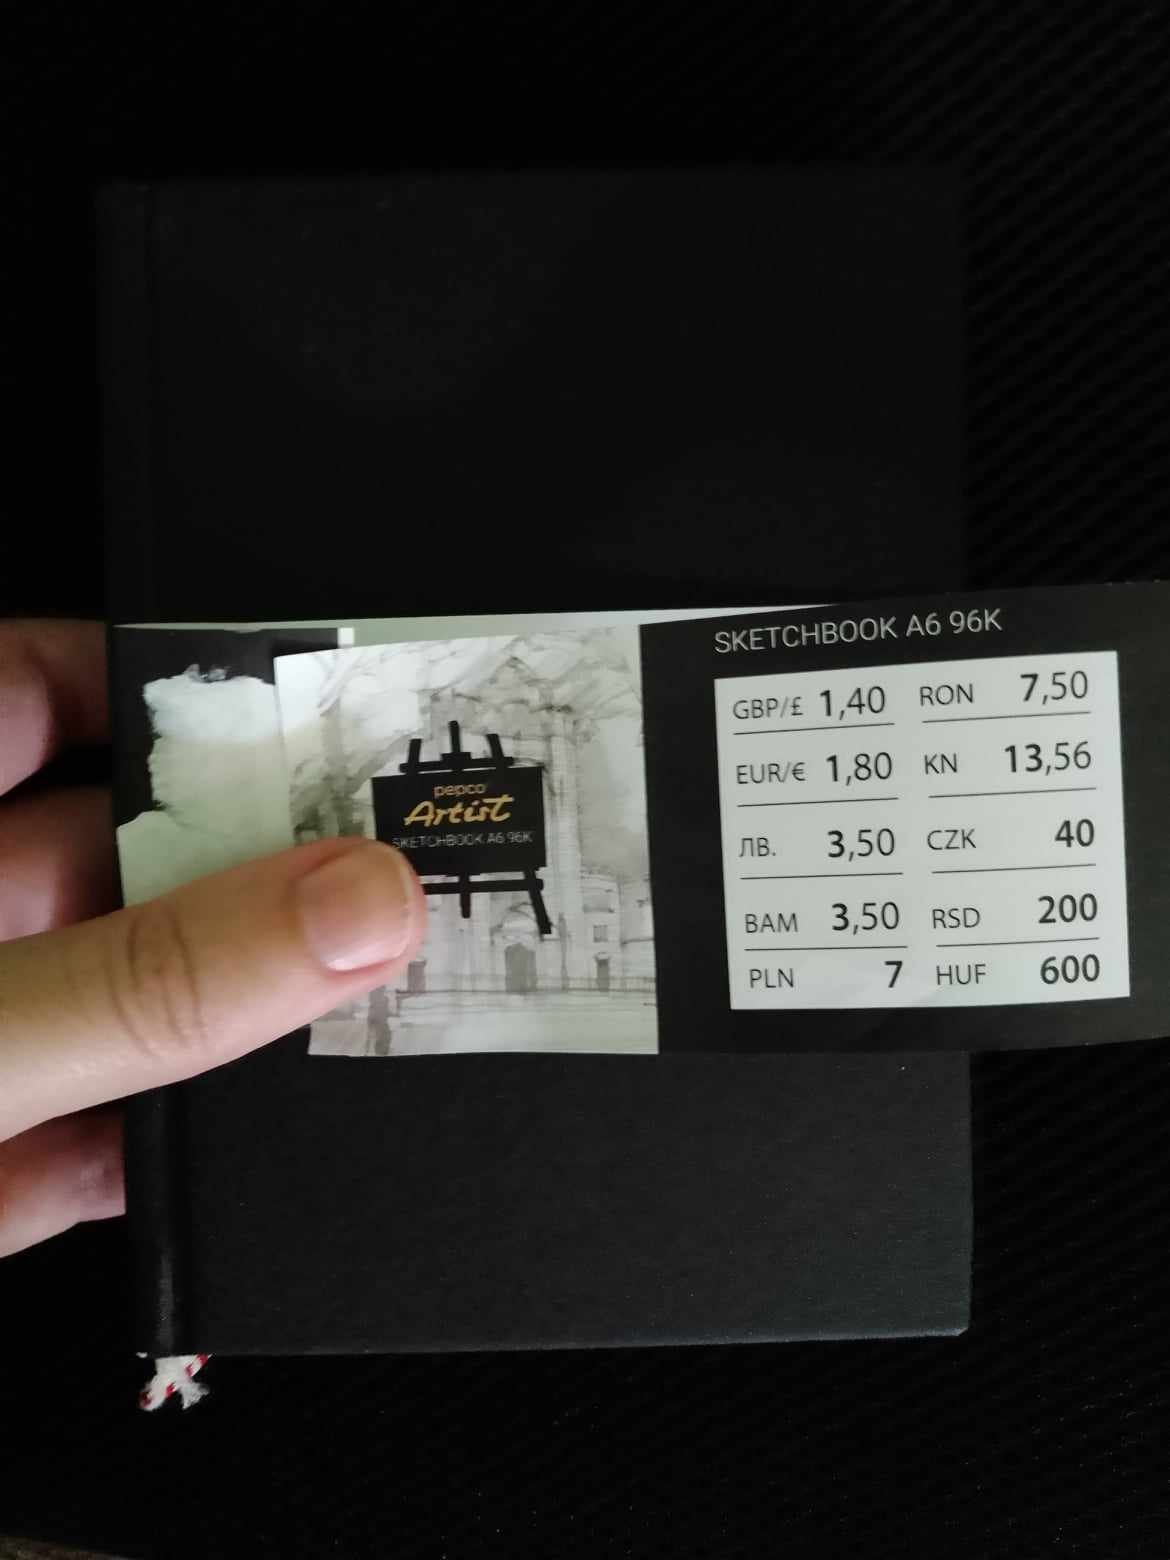 pepco
Artist
SKETCHBOOK A6 96K
SKETCHBOOK A6 96K
GBP/£ 1,40 RON 7,50
EUR/€ 1,80 KN 13,56
ЛВ. 3,50 CZK 40
BAM 3,50 RSD 200
PLN 7 HUF 600